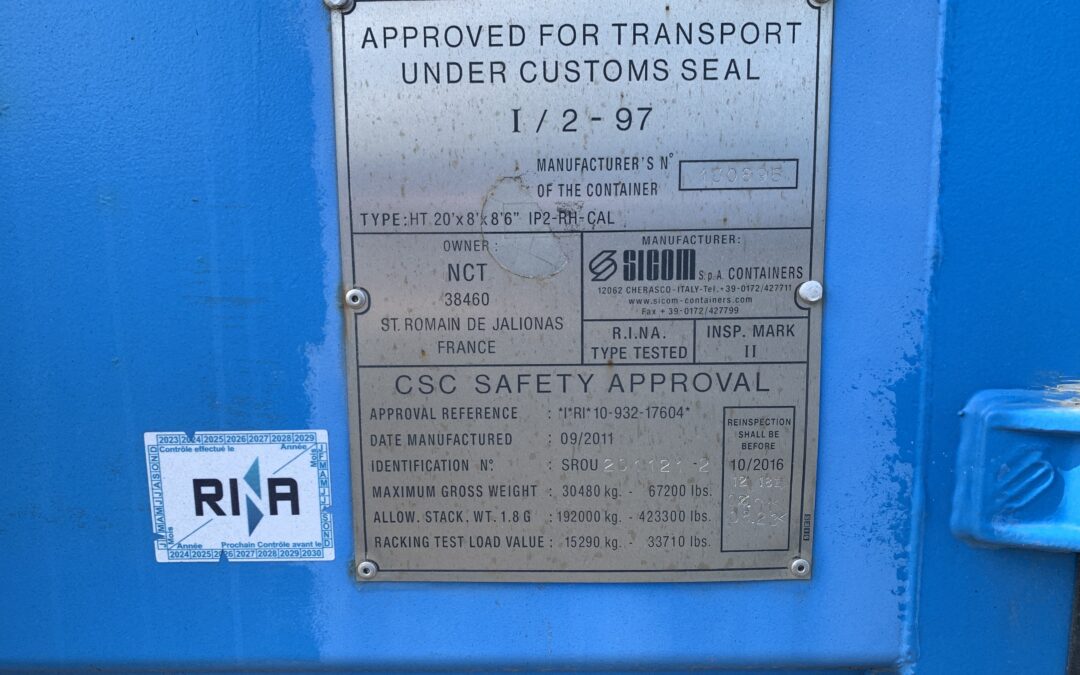 APPROVED FOR TRANSPORT
UNDER CUSTOMS SEAL
I / 2 - 97
MANUFACTURER'S N°
OF THE CONTAINER
TYPE: HT 20'x8'x8'6" IP2-RH-CAL
OWNER:
NCT
38460
ST. ROMAIN DE JALIONAS
FRANCE
MANUFACTURER:
SICOM S.p.A. CONTAINERS
12062 CHERASCO-ITALY-Tel.+39-0172/427711
www.sicom-containers.com
Fax +39-0172/427799
R.I.N.A.
TYPE TESTED
INSP. MARK
II
CSC SAFETY APPROVAL
APPROVAL REFERENCE : *I*RI*10-932-17604*
DATE MANUFACTURED : 09/2011
IDENTIFICATION N°. : SROU
MAXIMUM GROSS WEIGHT : 30480 kg. - 67200 lbs.
ALLOW. STACK. WT. 1.8 G : 192000 kg. - 423300 lbs.
RACKING TEST LOAD VALUE : 15290 kg. - 33710 lbs.
REINSPECTION
SHALL BE
BEFORE
10/2016
2023 2024 2025 2026 2027 2028 2029
Contrôle effectué le
Année
Mois
J F M A M J J A S O N D
RINA
J F M A M J J A S O N D
Mois
Année
Prochain Contrôle avant le
2024 2025 2026 2027 2028 2029 2030